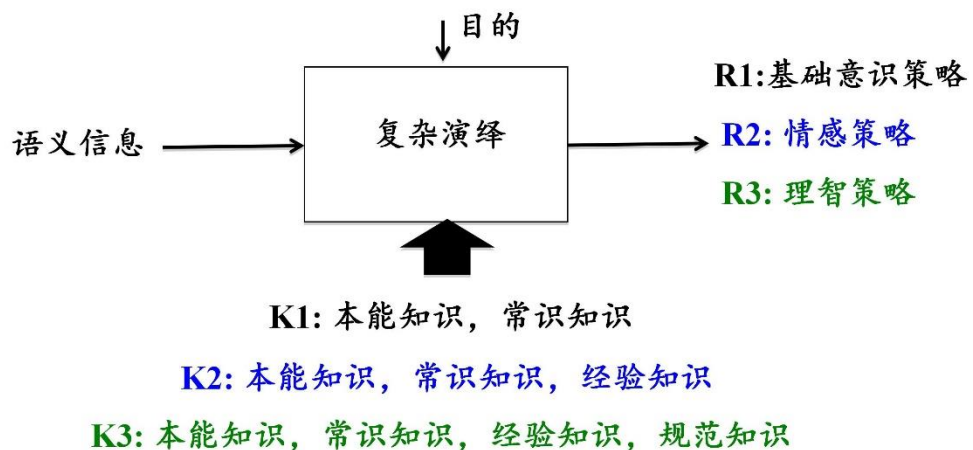 目的
语义信息
复杂演绎
R1:基础意识策略
R2: 情感策略
R3: 理智策略
K1: 本能知识，常识知识
K2: 本能知识，常识知识，经验知识
K3: 本能知识，常识知识，经验知识，规范知识